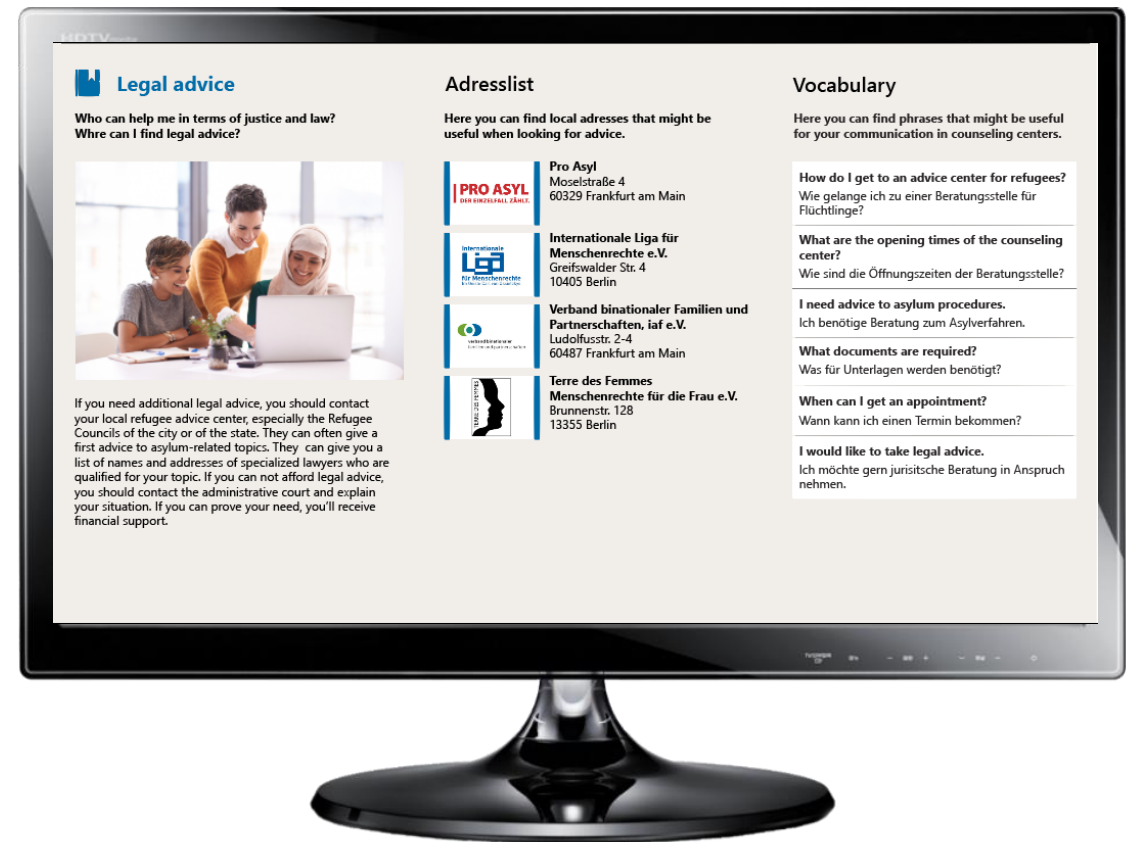 HDTV
Legal advice
Who can help me in terms of justice and law?
Whre can I find legal advice?
If you need additional legal advice, you should contact
your local refugee advice center, especially the Refugee
Councils of the city or of the state. They can often give a
first advice to asylum-related topics. They  can give you a
list of names and addresses of specialized lawyers who are
qualified for your topic. If you can not afford legal advice,
you should contact the administrative court and explain
your situation. If you can prove your need, you'll receive
financial support.
Adresslist
Here you can find local adresses that might be
useful when looking for advice.
PRO ASYL
DER EINZELFALL ZÄHLT.
Pro Asyl
Moselstraße 4
60329 Frankfurt am Main
Internationale
Liga
für Menschenrechte
Internationale Liga für
Menschenrechte e.V.
Greifswalder Str. 4
10405 Berlin
verband binationaler
Verband binationaler Familien und
Partnerschaften, iaf e.V.
Ludolfusstr. 2-4
60487 Frankfurt am Main
TERRE DES FEMMES
Terre des Femmes
Menschenrechte für die Frau e.V.
Brunnenstr. 128
13355 Berlin
Vocabulary
Here you can find phrases that might be useful
for your communication in counseling centers.
How do I get to an advice center for refugees?
Wie gelange ich zu einer Beratungsstelle für
Flüchtlinge?
What are the opening times of the counseling
center?
Wie sind die Öffnungszeiten der Beratungsstelle?
I need advice to asylum procedures.
Ich benötige Beratung zum Asylverfahren.
What documents are required?
Was für Unterlagen werden benötigt?
When can I get an appointment?
Wann kann ich einen Termin bekommen?
I would like to take legal advice.
Ich möchte gern jurisitsche Beratung in Anspruch
nehmen.